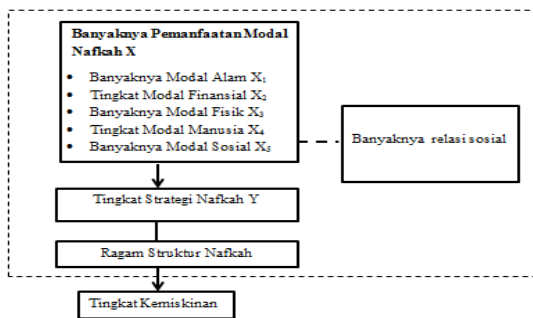 Banyaknya Pemanfaatan Modal
Nafkah X
• Banyaknya Modal Alam X₁
• Tingkat Modal Finansial X₂
• Banyaknya Modal Fisik X₃
• Tingkat Modal Manusia X₄
• Banyaknya Modal Sosial X₅
Banyaknya relasi sosial
Tingkat Strategi Nafkah Y
Ragam Struktur Nafkah
Tingkat Kemiskinan